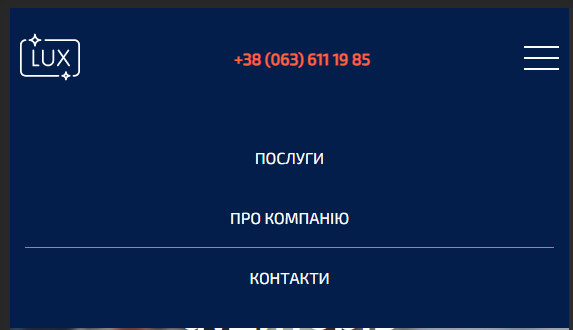 LUX
+38 (063) 611 19 85
ПОСЛУГИ
ПРО КОМПАНІЮ
КОНТАКТИ